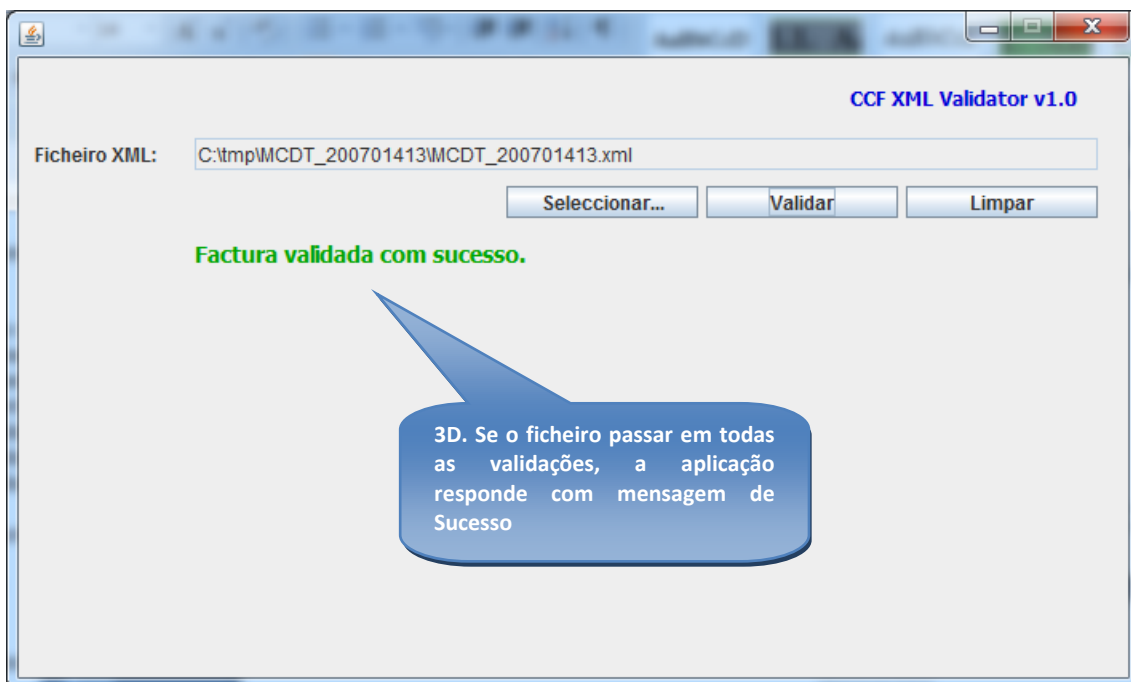 CCF XML Validator v1.0
Ficheiro XML: C:\tmp\MCDT_200701413\MCDT_200701413.xml
Seleccionar... Validar Limpar
Factura validada com sucesso.
3D. Se o ficheiro passar em todas
as validações, a aplicação
responde com mensagem de
Sucesso